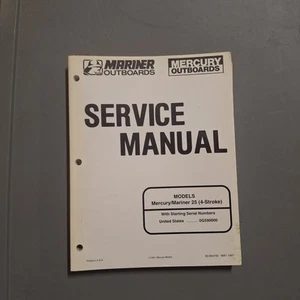 MARINER
OUTBOARDS
MERCURY
OUTBOARDS
SERVICE
MANUAL
MODELS
Mercury/Mariner 25 (4-Stroke)
With Starting Serial Numbers
United States